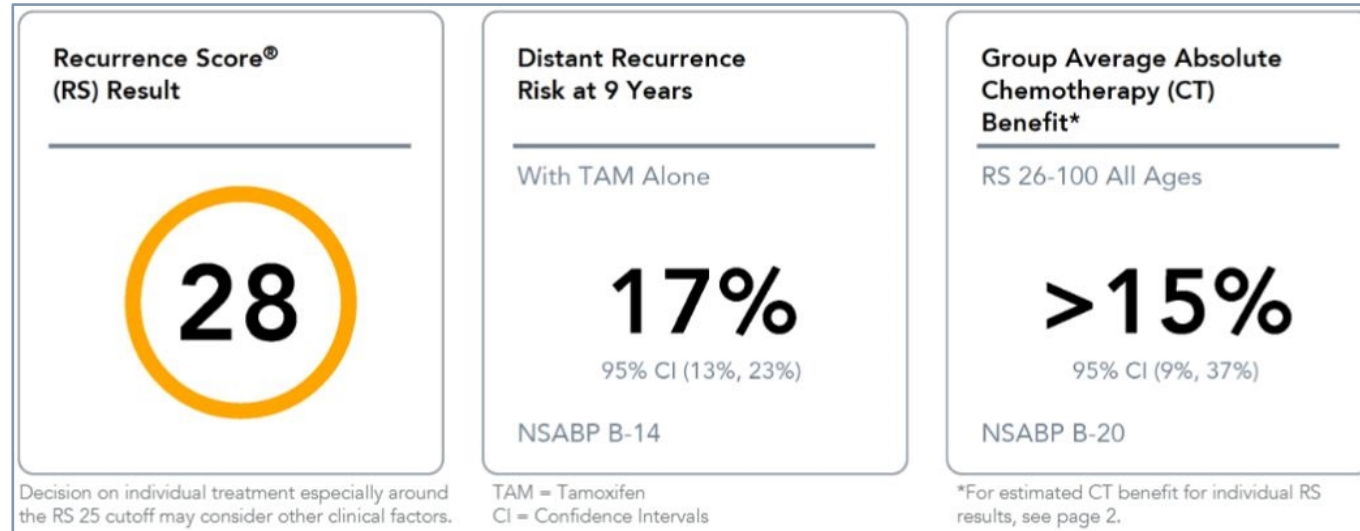 Recurrence Score®
(RS) Result
28
Decision on individual treatment especially around
the RS 25 cutoff may consider other clinical factors.
Distant Recurrence
Risk at 9 Years
With TAM Alone
17%
95% CI (13%, 23%)
NSABP B-14
TAM = Tamoxifen
CI = Confidence Intervals
Group Average Absolute
Chemotherapy (CT)
Benefit*
RS 26-100 All Ages
>15%
95% CI (9%, 37%)
NSABP B-20
*For estimated CT benefit for individual RS
results, see page 2.